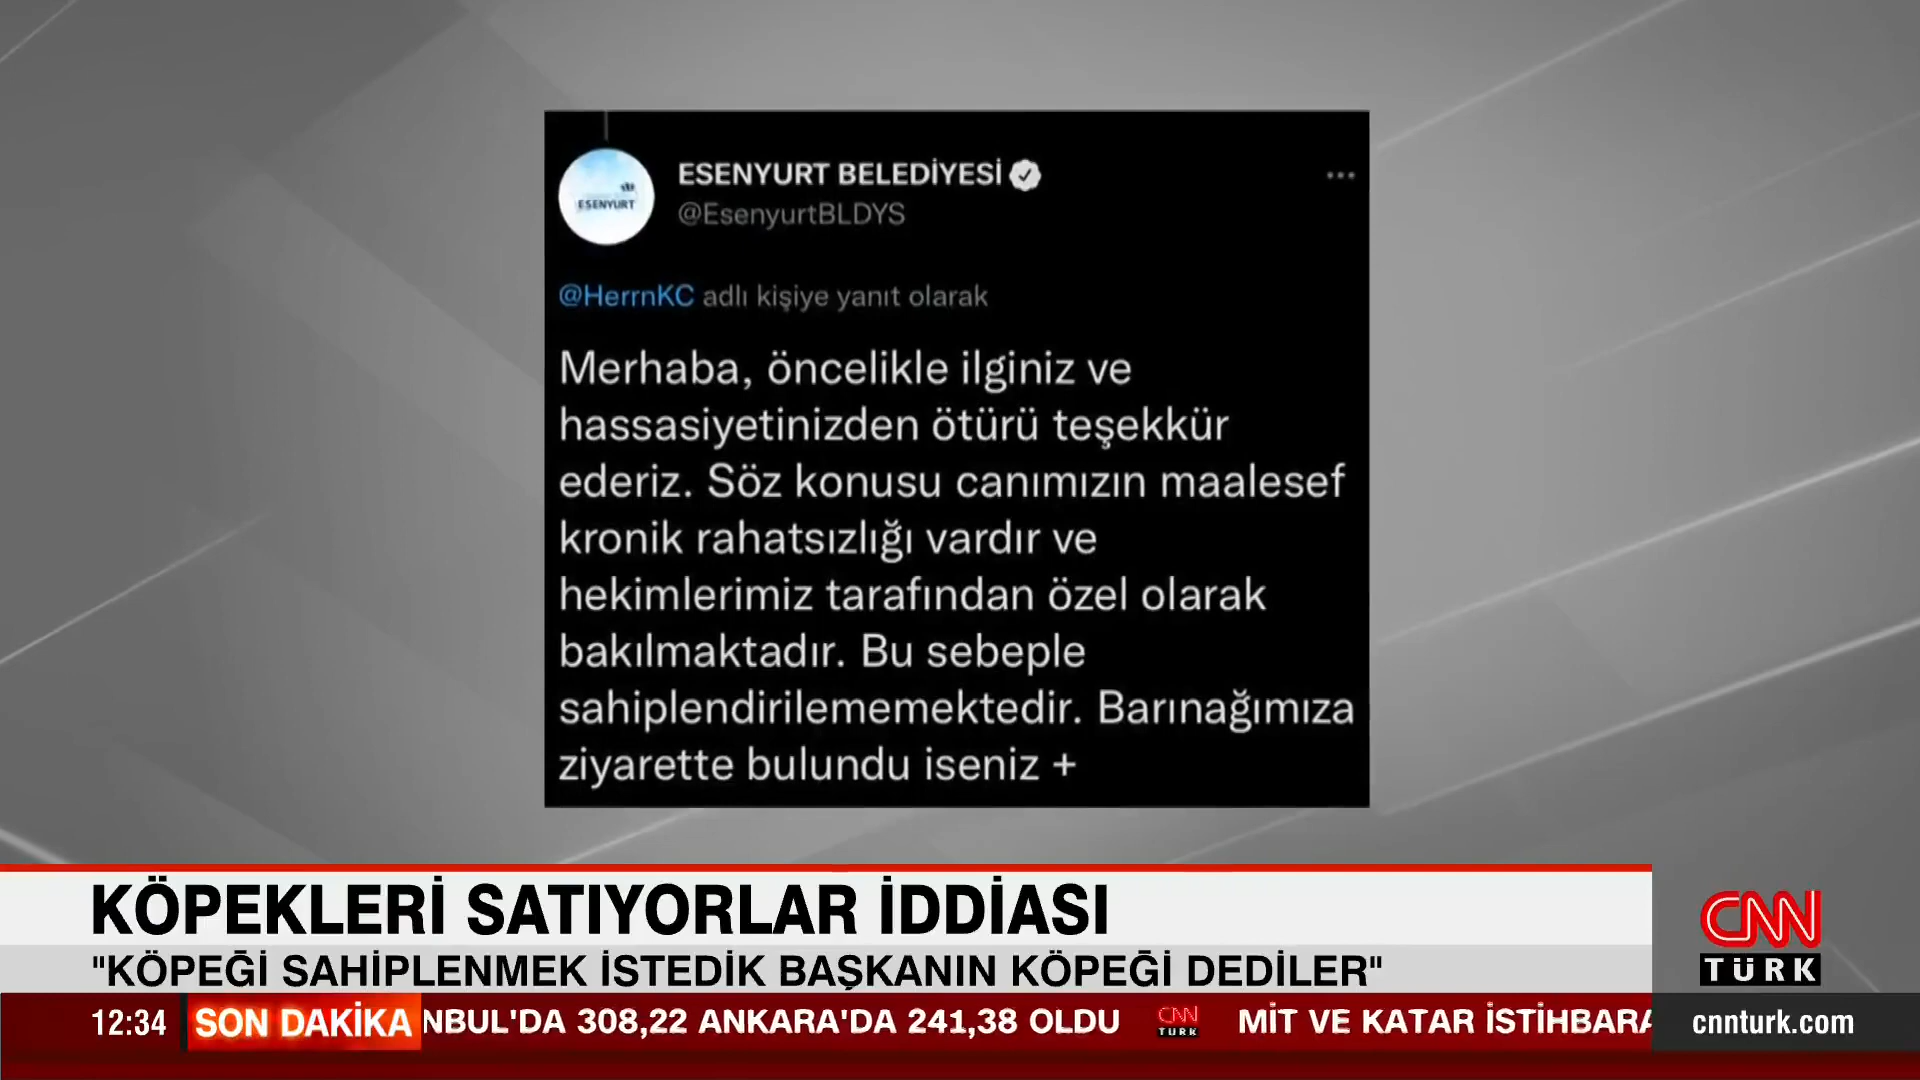 ESENYURT
ESENYURT BELEDİYESİ
@EsenyurtBLDYS
@HerrnKC adlı kişiye yanıt olarak
Merhaba, öncelikle ilginiz ve
hassasiyetinizden ötürü teşekkür
ederiz. Söz konusu canımızın maalesef
kronik rahatsızlığı vardır ve
hekimlerimiz tarafından özel olarak
bakılmaktadır. Bu sebeple
sahiplendirilememektedir. Barınağımıza
ziyarette bulundu iseniz +
KÖPEKLERİ SATIYORLAR İDDİASI
"KÖPEĞİ SAHİPLENMEK İSTEDİK BAŞKANIN KÖPEĞİ DEDİLER"
CNN
TÜRK
12:34 SON DAKİKA NBUL'DA 308,22 ANKARA'DA 241,38 OLDU CNN TÜRK MİT VE KATAR İSTİHBARA
cnnturk.com